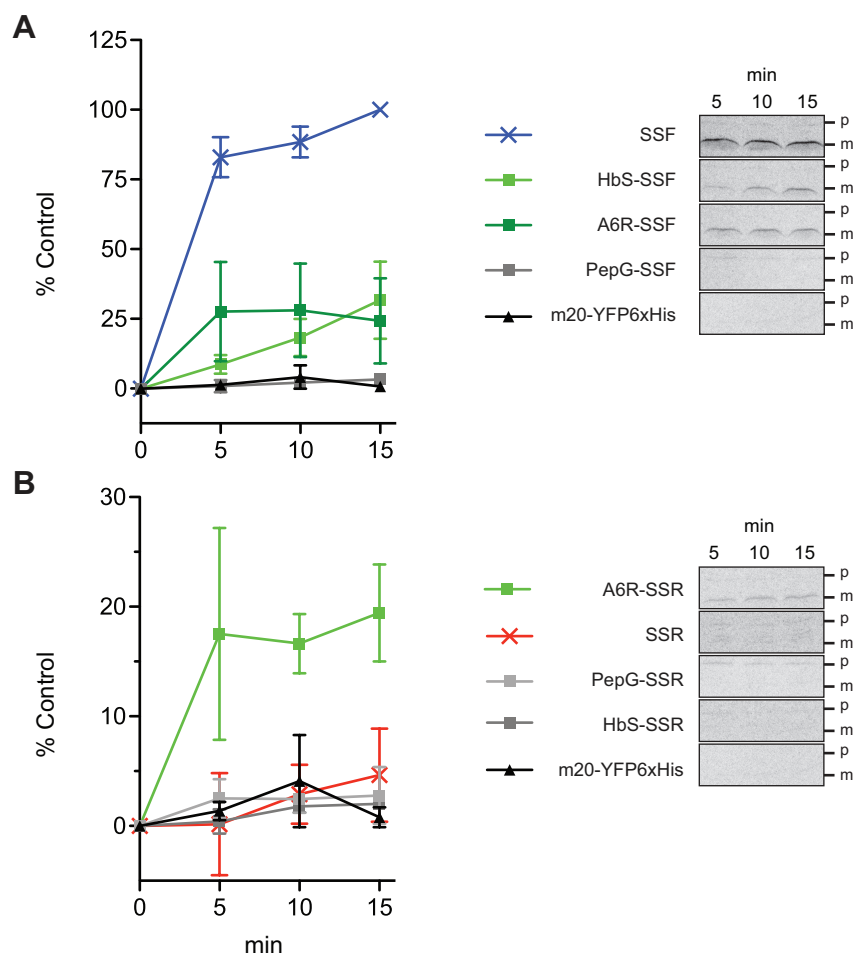 A
125
100
75
50
25
0
% Control
0 5 10 15
SSF
HbS-SSF
A6R-SSF
PepG-SSF
m20-YFP6xHis
min
5 10 15
p
m
p
m
p
m
p
m
p
m
B
30
20
10
0
% Control
0 5 10 15
min
A6R-SSR
SSR
PepG-SSR
HbS-SSR
m20-YFP6xHis
min
5 10 15
p
m
p
m
p
m
p
m
p
m